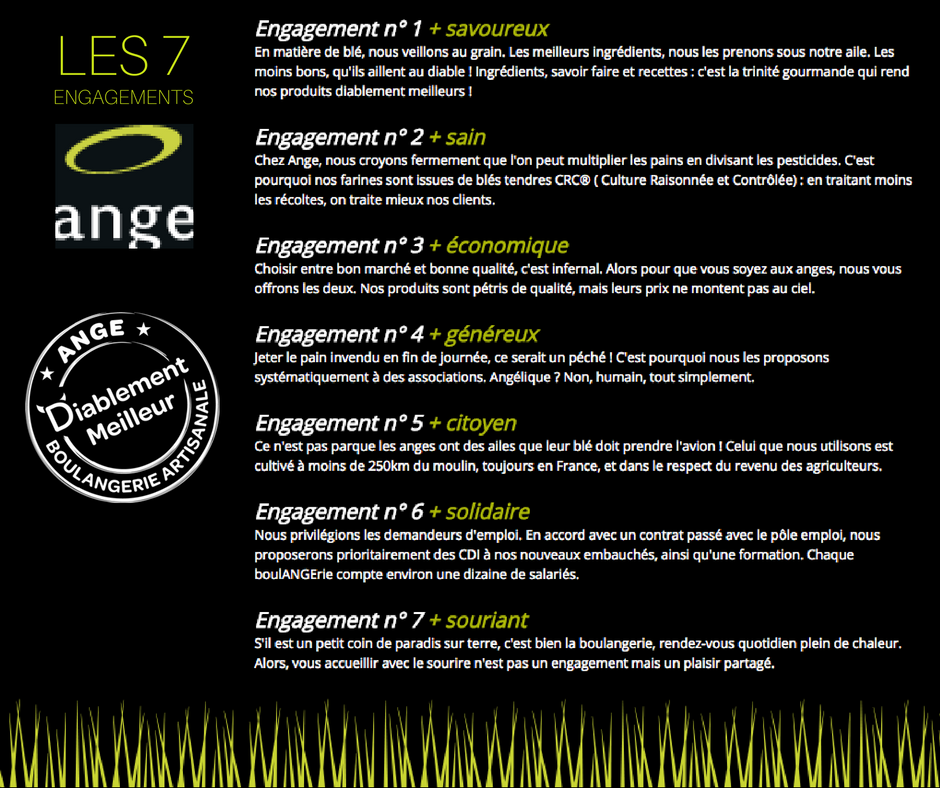 LES 7
ENGAGEMENTS
ange
ANGE
Diablement
Meilleur
BOULANGERIE ARTISANALE
Engagement n° 1 + savoureux
En matière de blé, nous veillons au grain. Les meilleurs ingrédients, nous les prenons sous notre aile. Les
moins bons, qu'ils aillent au diable ! Ingrédients, savoir faire et recettes : c'est la trinité gourmande qui rend
nos produits diablement meilleurs !
Engagement n° 2 + sain
Chez Ange, nous croyons fermement que l'on peut multiplier les pains en divisant les pesticides. C'est
pourquoi nos farines sont issues de blés tendres CRC® ( Culture Raisonnée et Contrôlée) : en traitant moins
les récoltes, on traite mieux nos clients.
Engagement n° 3 + économique
Choisir entre bon marché et bonne qualité, c'est infernal. Alors pour que vous soyez aux anges, nous vous
offrons les deux. Nos produits sont pétris de qualité, mais leurs prix ne montent pas au ciel.
Engagement n° 4 + généreux
Jeter le pain invendu en fin de journée, ce serait un péché ! C'est pourquoi nous les proposons
systématiquement à des associations. Angélique ? Non, humain, tout simplement.
Engagement n° 5 + citoyen
Ce n'est pas parque les anges ont des ailes que leur blé doit prendre l'avion ! Celui que nous utilisons est
cultivé à moins de 250km du moulin, toujours en France, et dans le respect du revenu des agriculteurs.
Engagement n° 6 + solidaire
Nous privilégions les demandeurs d'emploi. En accord avec un contrat passé avec le pôle emploi, nous
proposerons prioritairement des CDI à nos nouveaux embauchés, ainsi qu'une formation. Chaque
boulANGErie compte environ une dizaine de salariés.
Engagement n° 7 + souriant
S'il est un petit coin de paradis sur terre, c'est bien la boulangerie, rendez-vous quotidien plein de chaleur.
Alors, vous accueillir avec le sourire n'est pas un engagement mais un plaisir partagé.